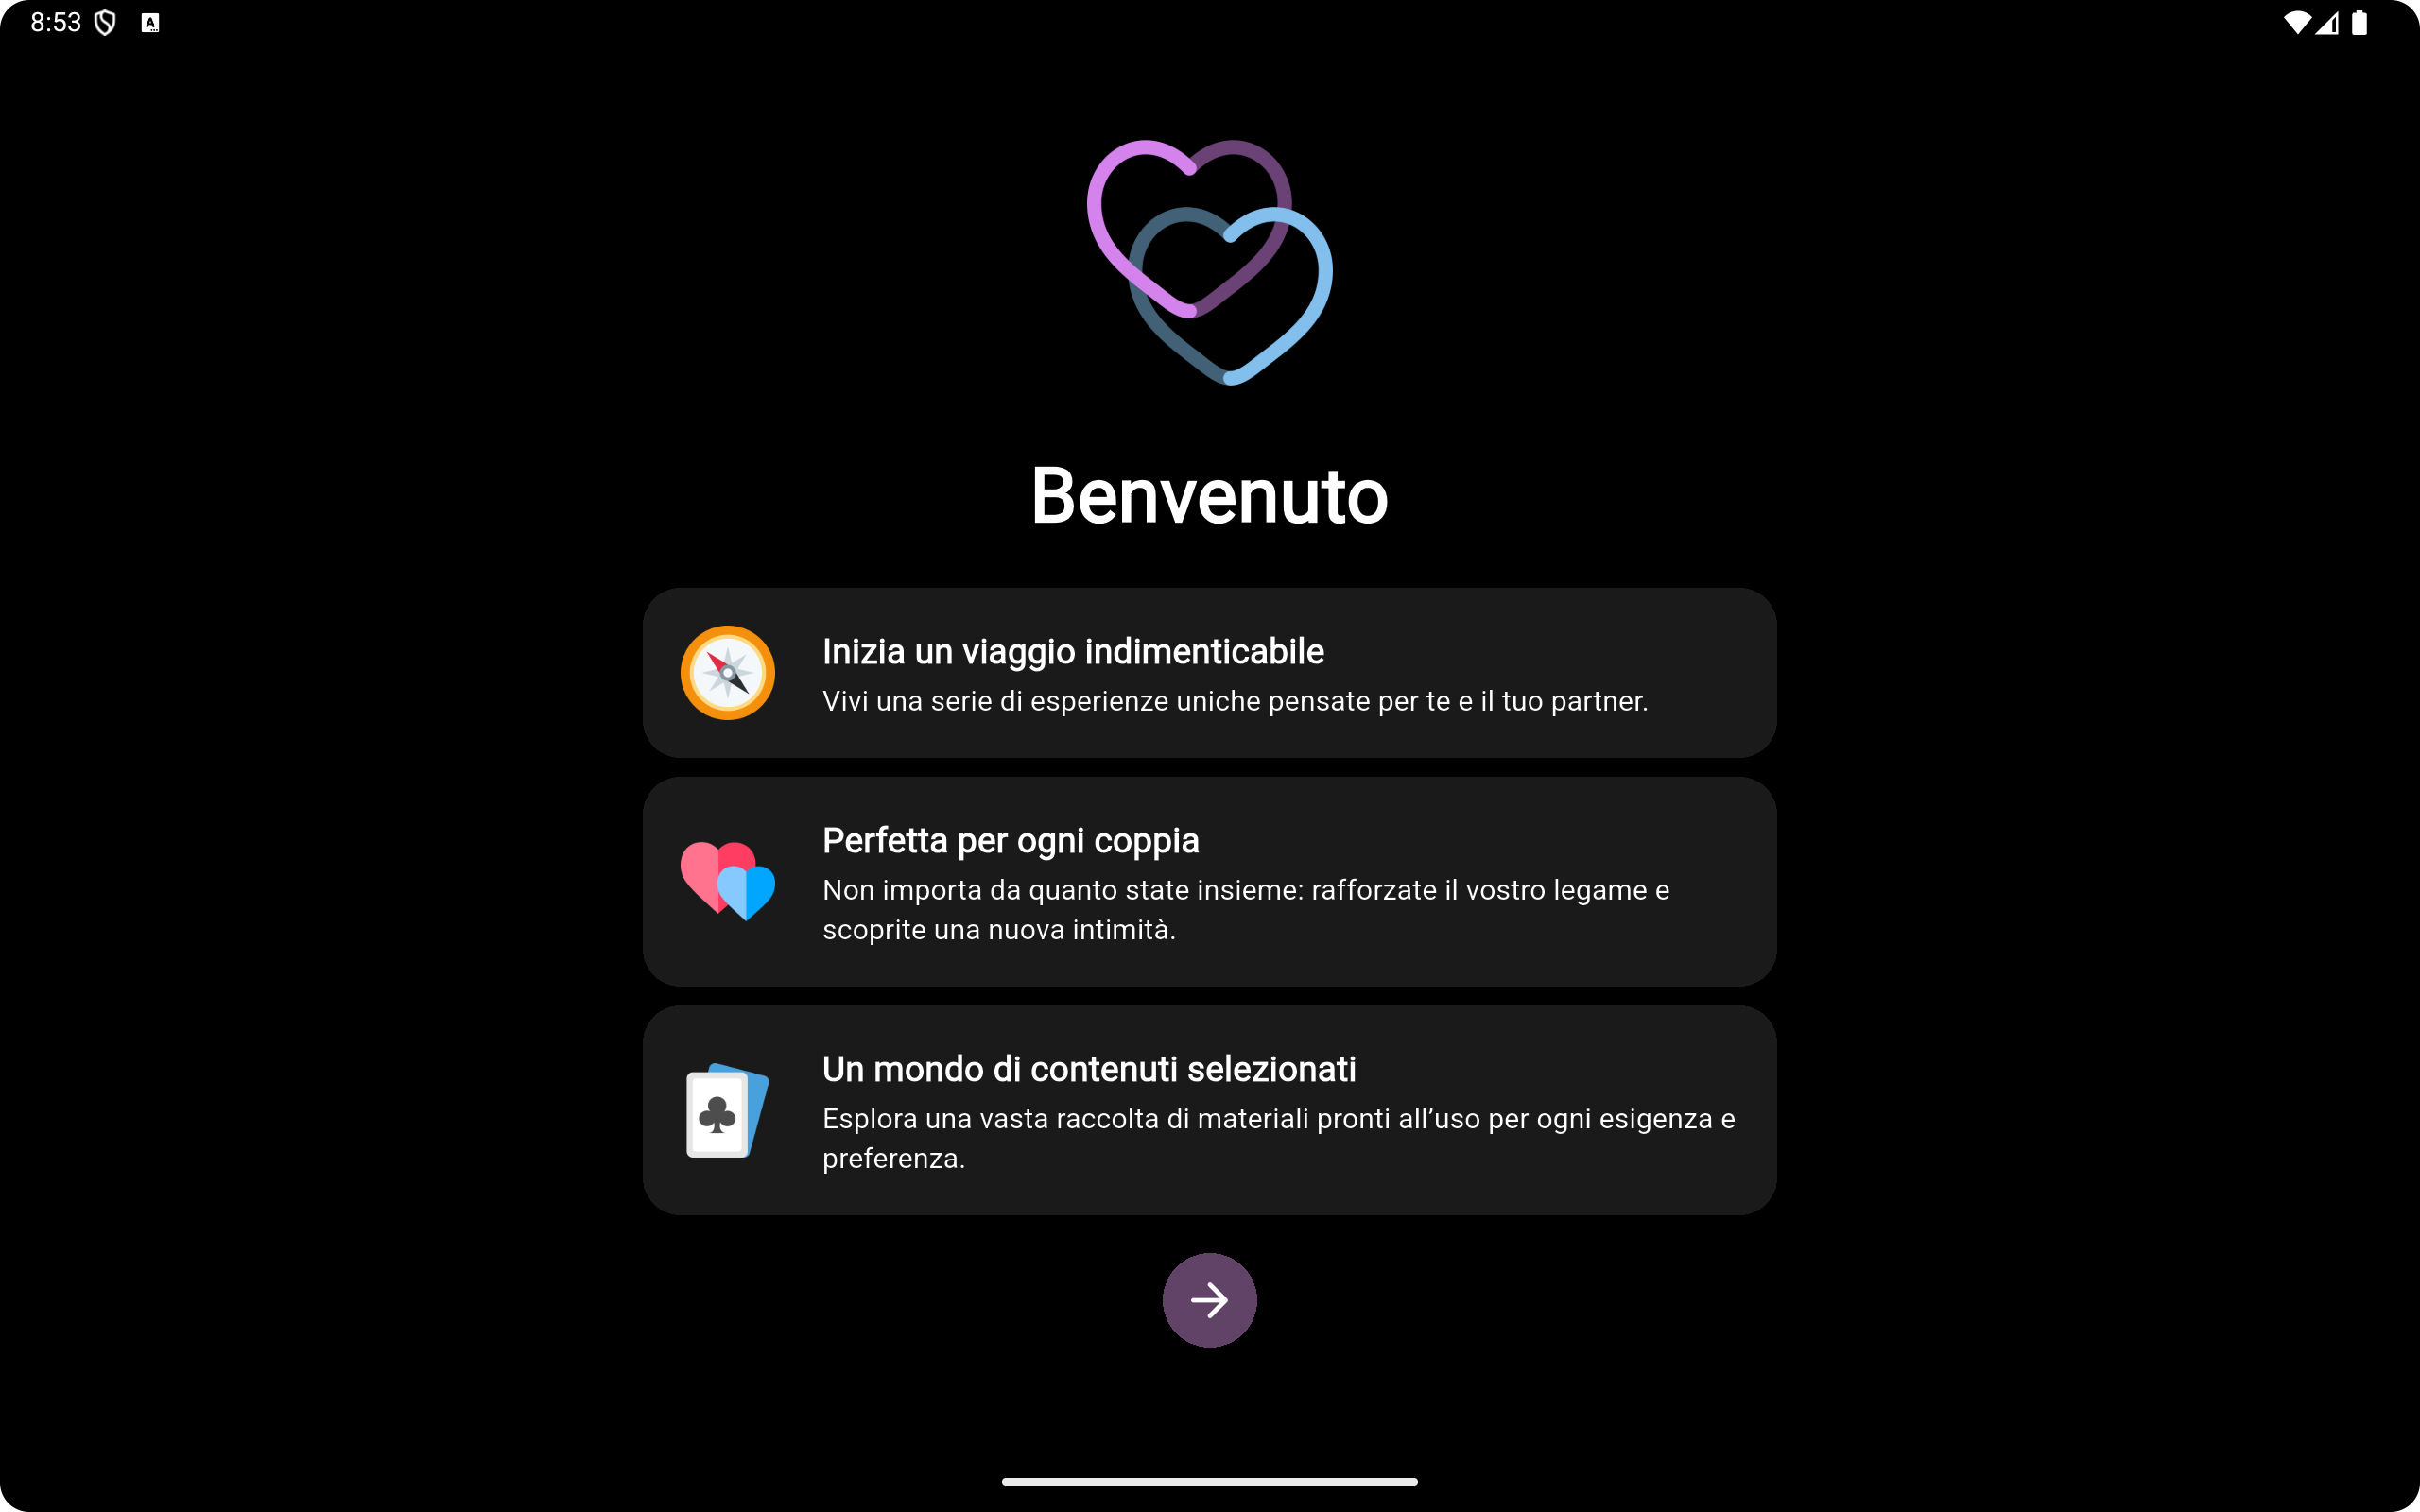 8:53
Benvenuto
Inizia un viaggio indimenticabile
Vivi una serie di esperienze uniche pensate per te e il tuo partner.
Perfetta per ogni coppia
Non importa da quanto state insieme: rafforzate il vostro legame e
scoprite una nuova intimità.
Un mondo di contenuti selezionati
Esplora una vasta raccolta di materiali pronti all’uso per ogni esigenza e
preferenza.